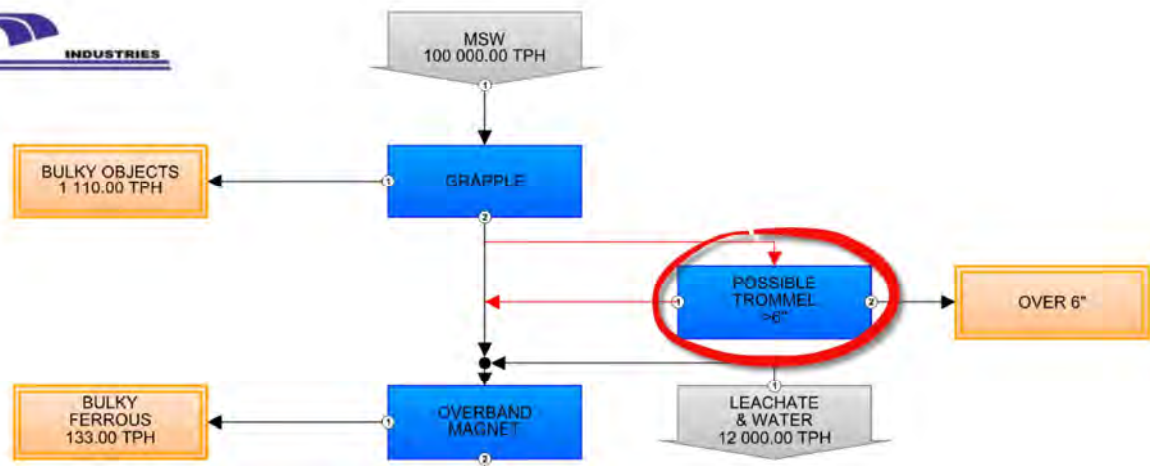 INDUSTRIES
MSW
100 000.00 TPH
1
BULKY OBJECTS
1 110.00 TPH
1
GRAPPLE
2
1
POSSIBLE
TROMMEL
>6"
2
OVER 6"
BULKY
FERROUS
133.00 TPH
1
OVERBAND
MAGNET
2
1
LEACHATE
& WATER
12 000.00 TPH